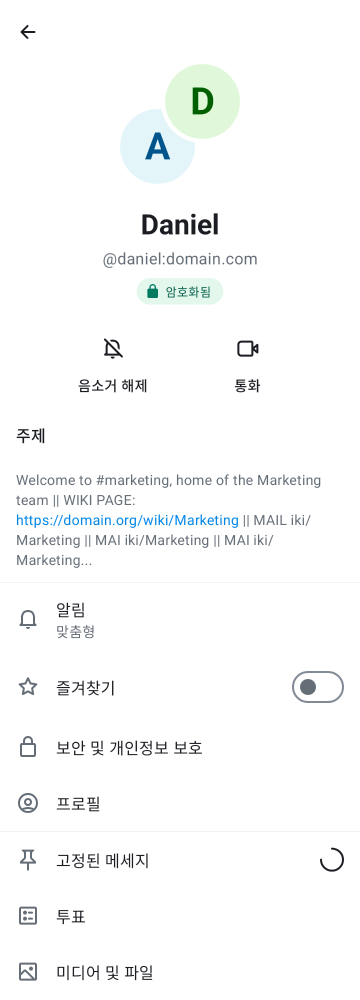 D
A
Daniel
@daniel:domain.com
암호화됨
음소거 해제
통화
주제
Welcome to #marketing, home of the Marketing
team || WIKI PAGE:
https://domain.org/wiki/Marketing || MAIL iki/
Marketing || MAI iki/Marketing || MAI iki/
Marketing...
알림
맞춤형
즐겨찾기
보안 및 개인정보 보호
프로필
고정된 메세지
투표
미디어 및 파일